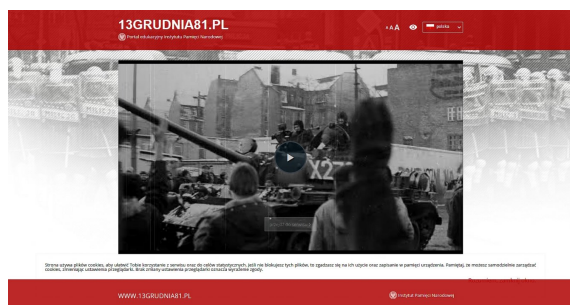 13GRUDNIA81.PL
Portal edukacyjny Instytutu Pamięci Narodowej
A A A
polska
X2
Strona używa plików cookies, aby ułatwić Tobie korzystanie z serwisu oraz do celów statystycznych. Jeśli nie blokujesz tych plików, to zgadzasz się na ich użycie oraz zapisanie w pamięci urządzenia. Pamiętaj, że możesz samodzielnie zarządzać
cookies, zmieniając ustawienia przeglądarki. Brak zmiany ustawienia przeglądarki oznacza wyrażenie zgody.
WWW.13GRUDNIA81.PL
Instytut Pamięci Narodowej